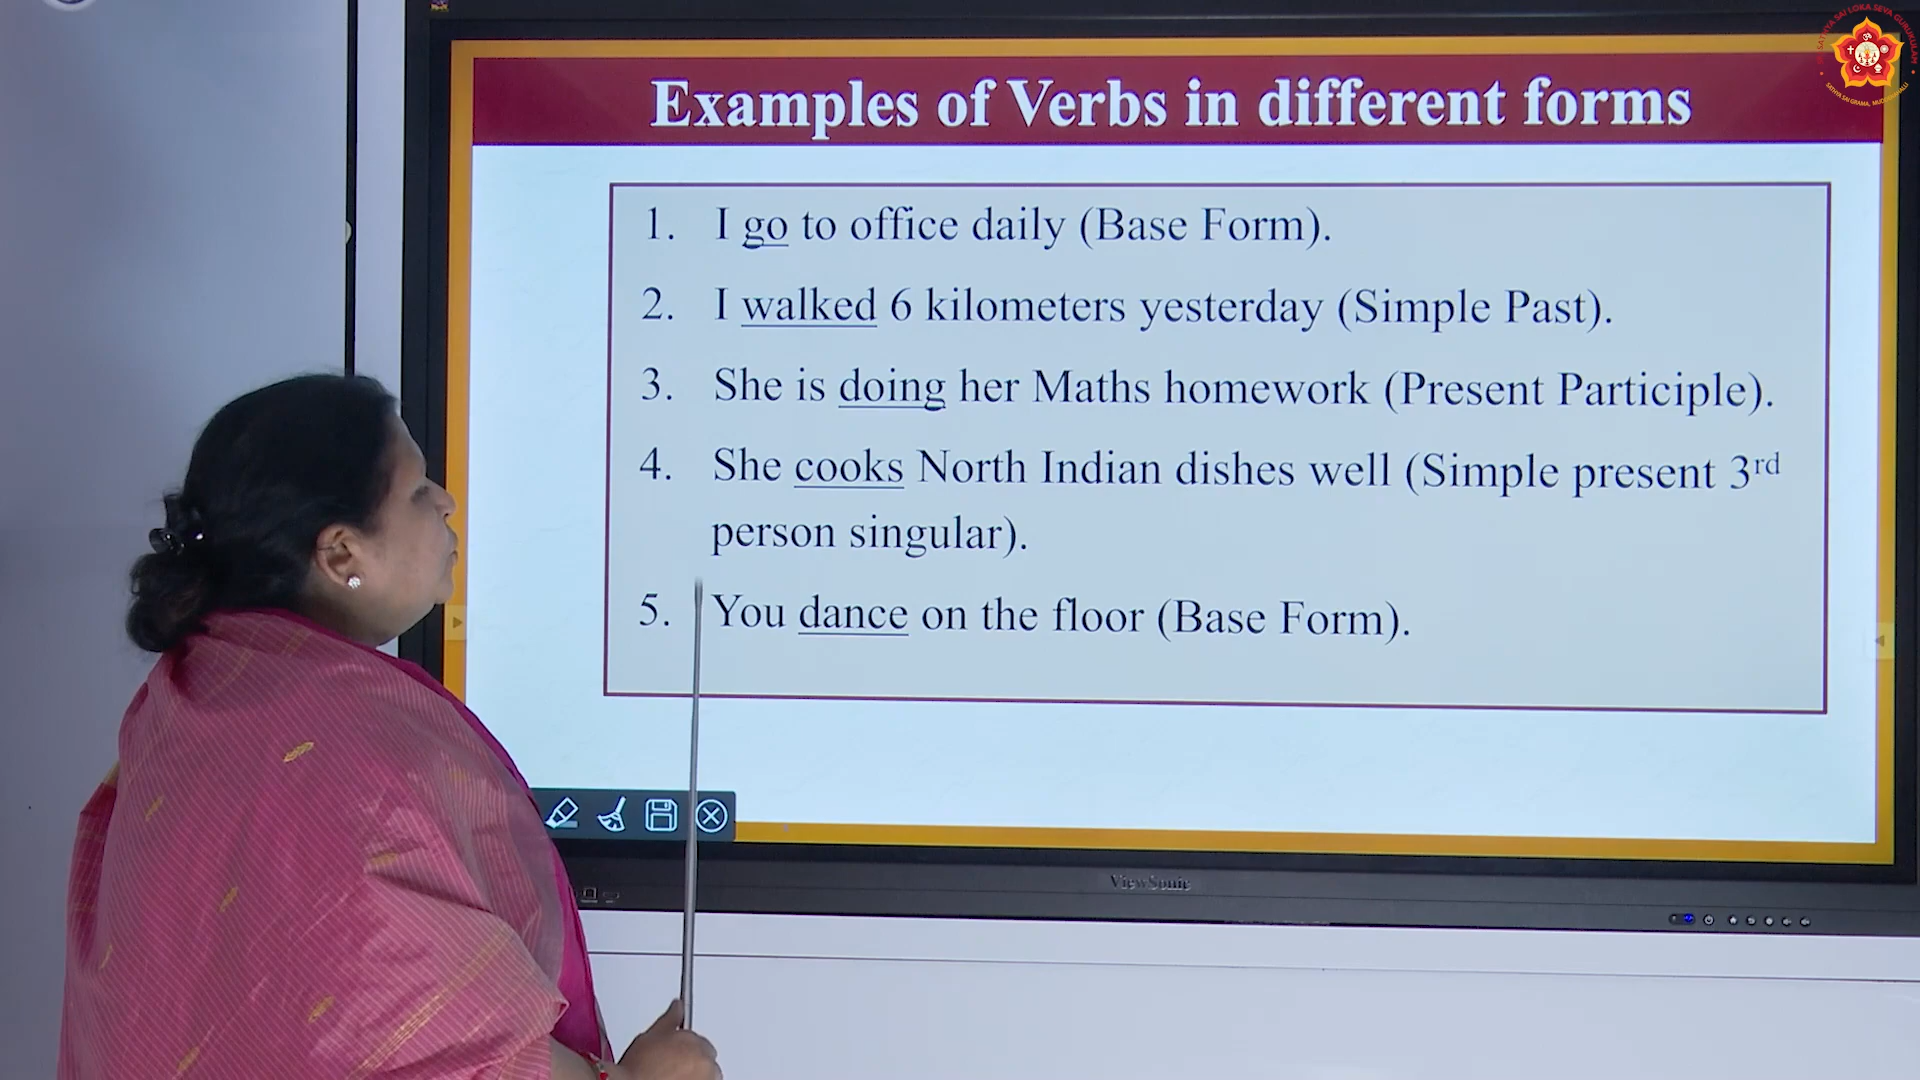 Examples of Verbs in different forms
1. I go to office daily (Base Form).
2. I walked 6 kilometers yesterday (Simple Past).
3. She is doing her Maths homework (Present Participle).
4. She cooks North Indian dishes well (Simple present 3rd
person singular).
5. You dance on the floor (Base Form).
ViewSonic